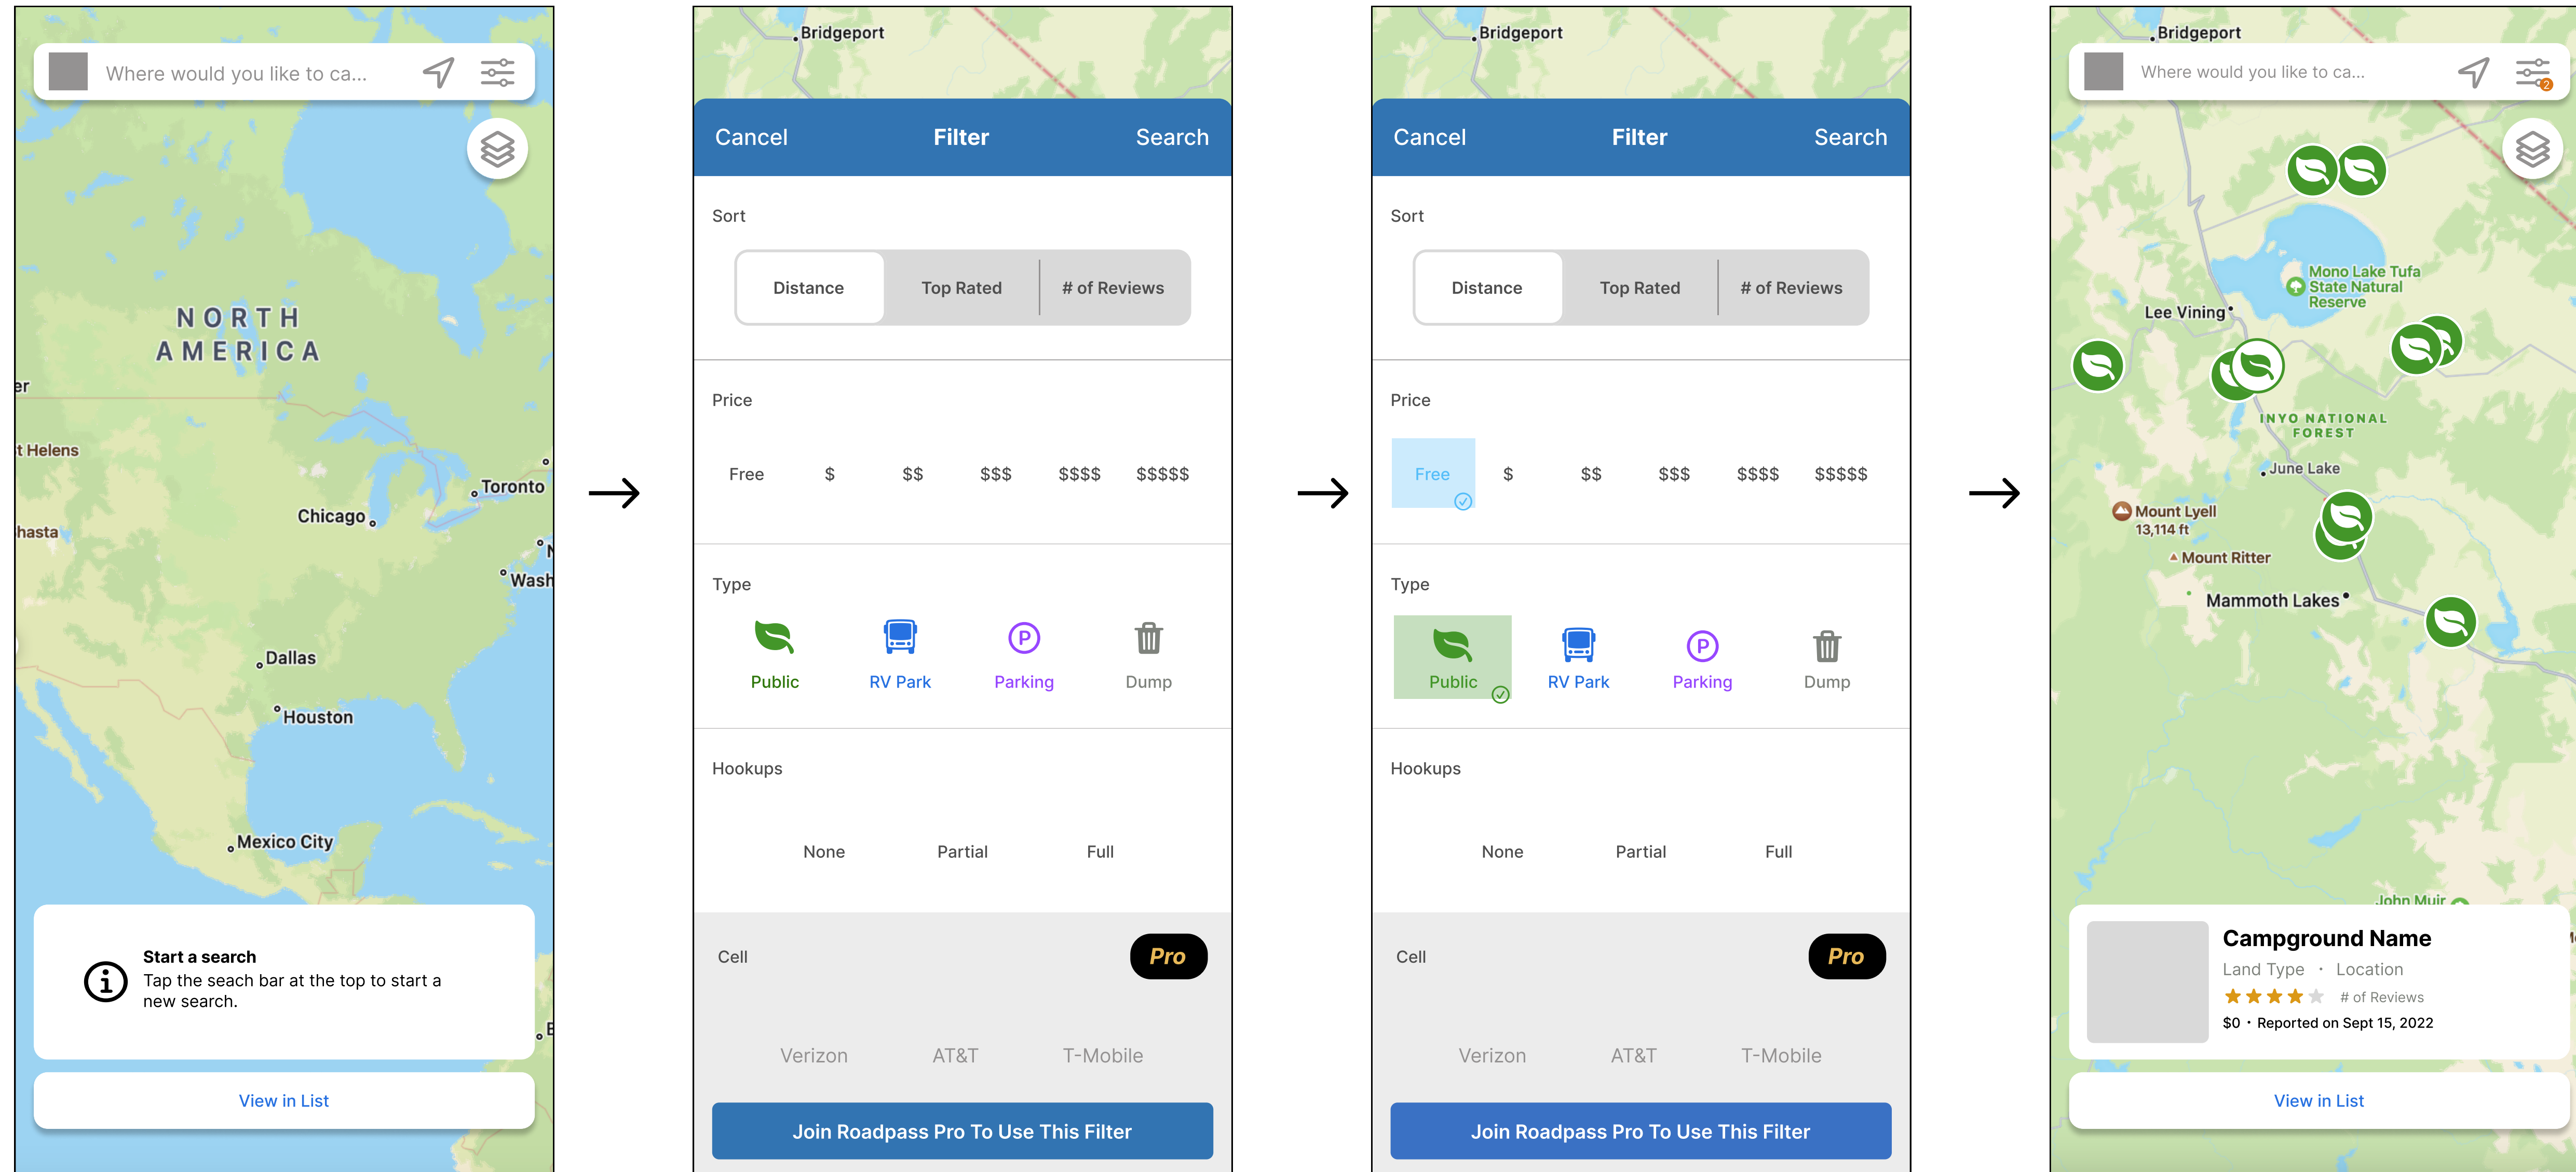 Where would you like to ca...
NORTH
AMERICA
er
t Helens
hasta
Toronto
Chicago
N
Wash
Dallas
Houston
Mexico City
Start a search
Tap the seach bar at the top to start a
new search.
E
View in List
Bridgeport
Cancel Filter Search
Sort
Distance Top Rated # of Reviews
Price
Free $ $$ $$$ $$$$ $$$$$
Type
Public RV Park Parking Dump
Hookups
None Partial Full
Cell Pro
Verizon AT&T T-Mobile
Join Roadpass Pro To Use This Filter
Bridgeport
Cancel Filter Search
Sort
Distance Top Rated # of Reviews
Price
Free $ $$ $$$ $$$$ $$$$$
Type
Public RV Park Parking Dump
Hookups
None Partial Full
Cell Pro
Verizon AT&T T-Mobile
Join Roadpass Pro To Use This Filter
Bridgeport
Where would you like to ca...
2
Mono Lake Tufa
State Natural
Reserve
Lee Vining
INYO NATIONAL
FOREST
June Lake
Mount Lyell
13,114 ft
Mount Ritter
Mammoth Lakes
John Muir
Campground Name
Land Type • Location
# of Reviews
$0 • Reported on Sept 15, 2022
View in List